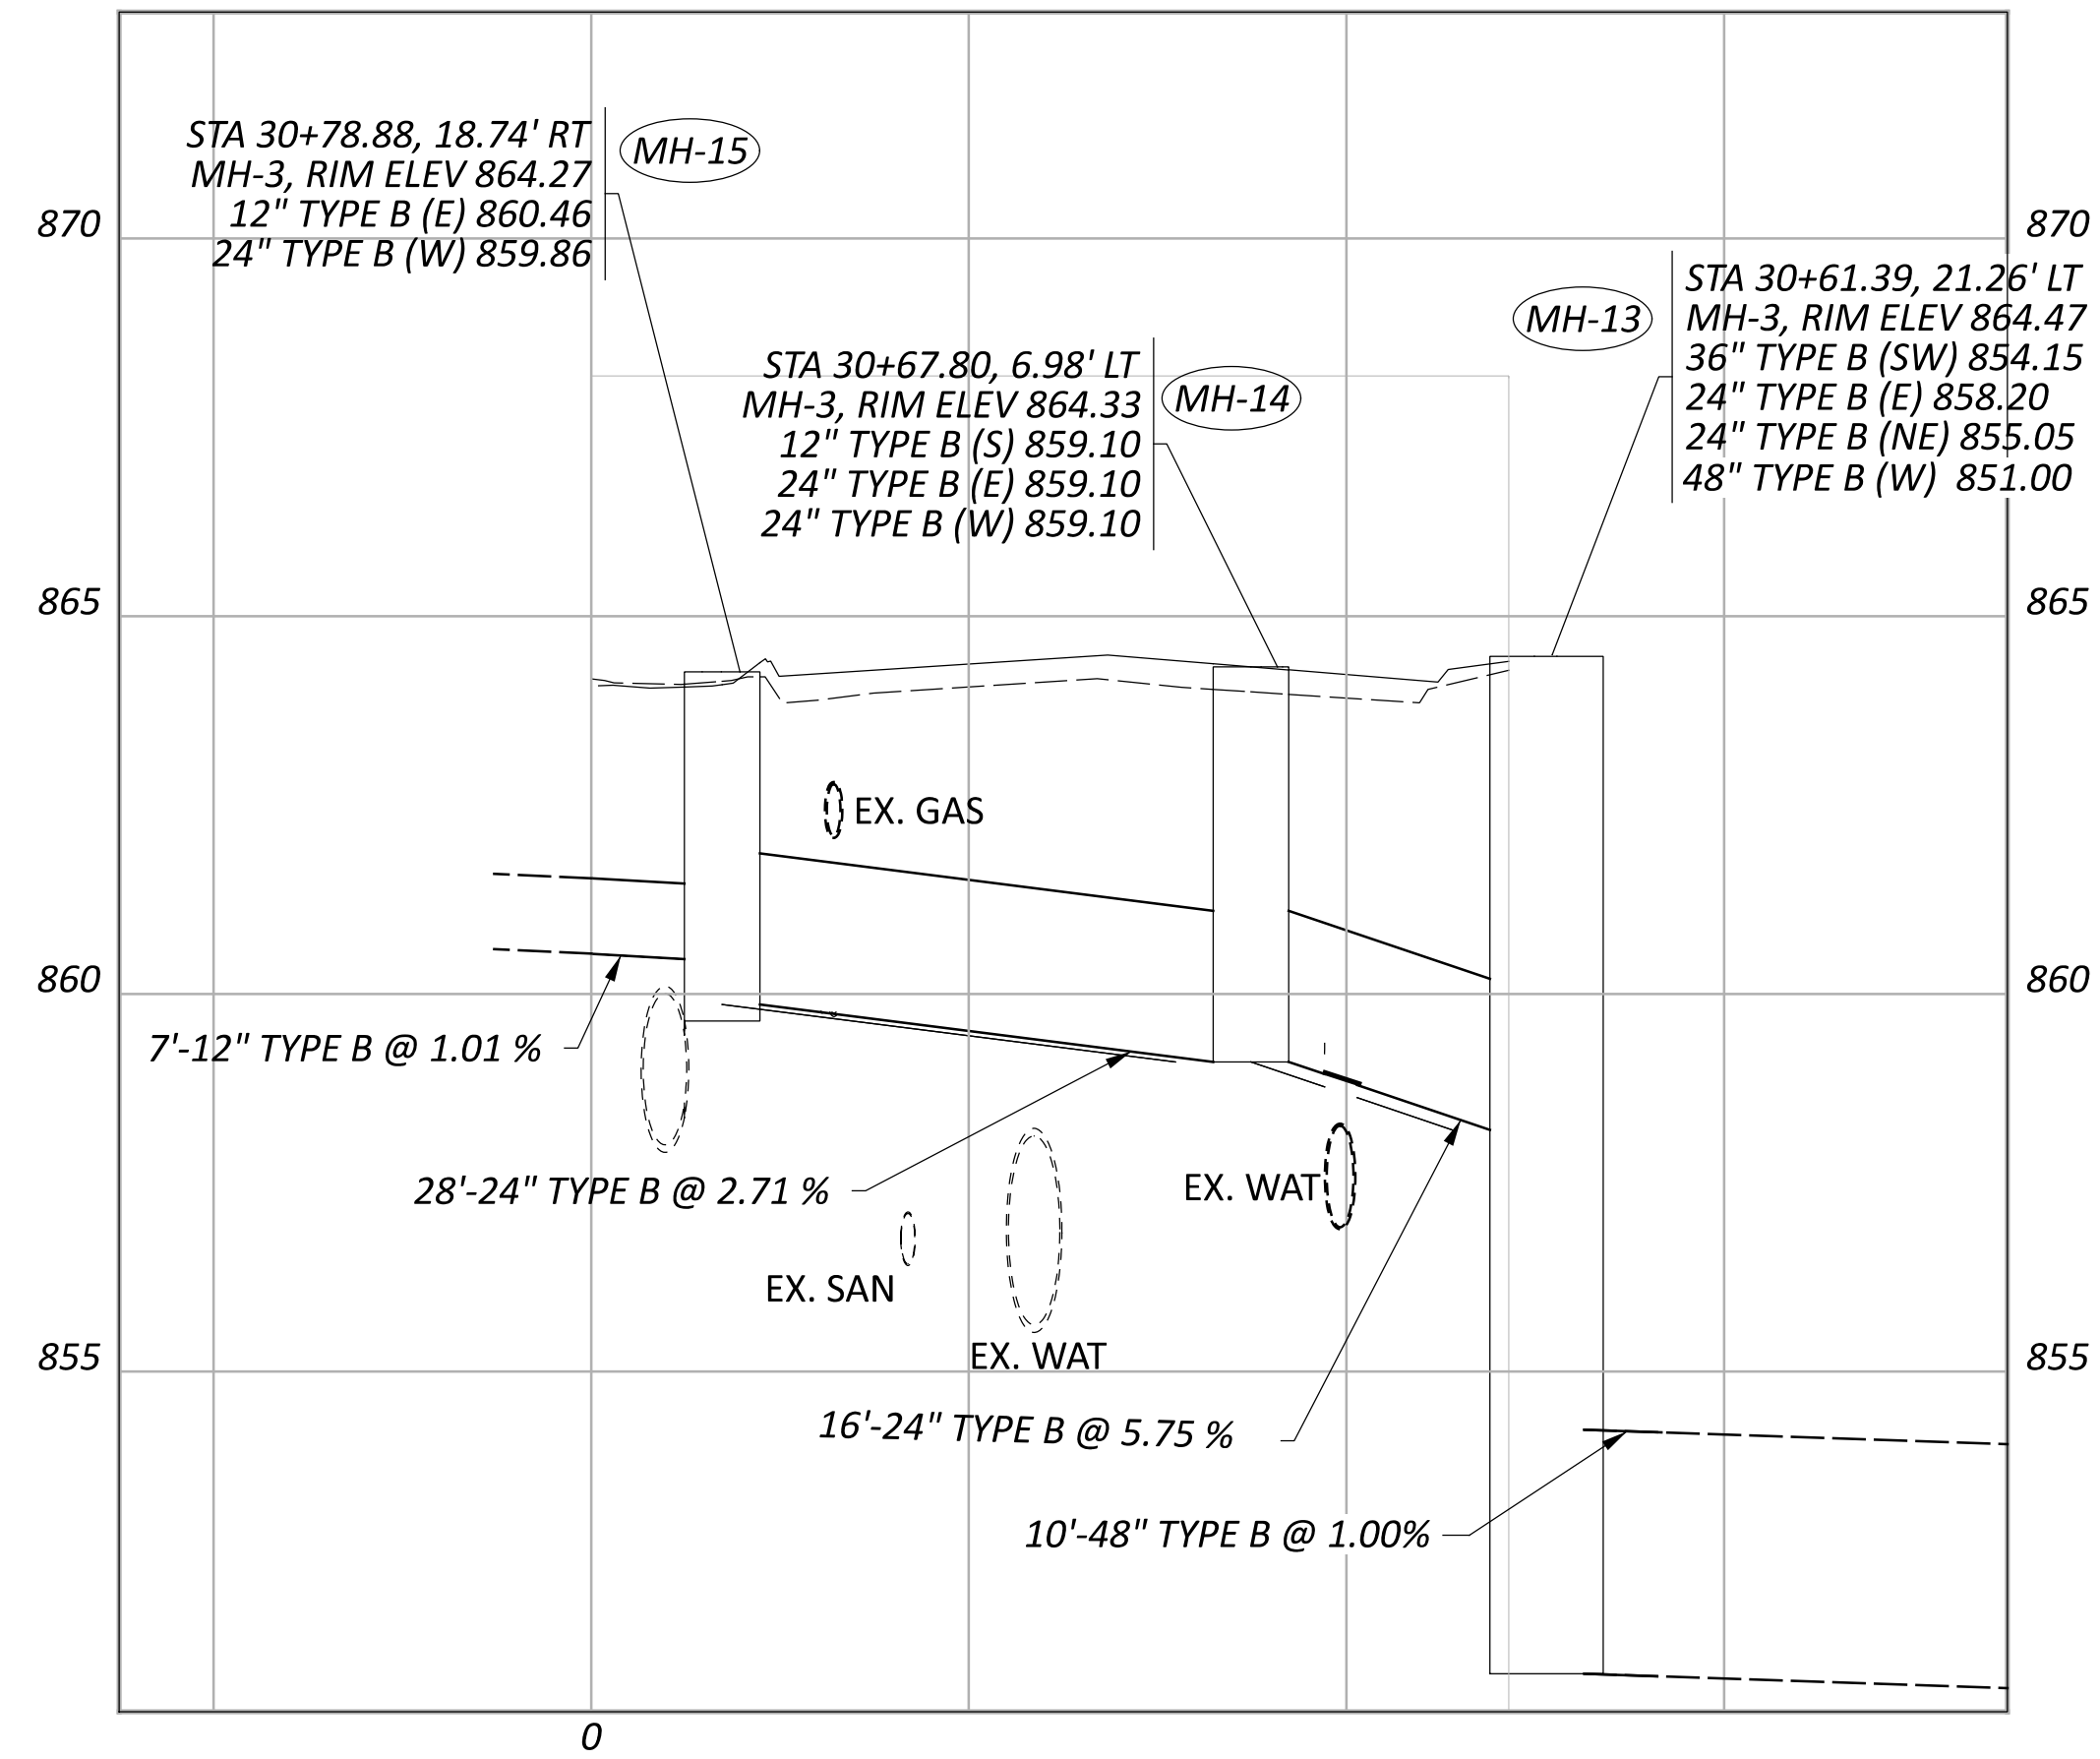 STA 30+78.88, 18.74' RT
MH-3, RIM ELEV 864.27
12" TYPE B (E) 860.46
24" TYPE B (W) 859.86
MH-15
870
870
STA 30+61.39, 21.26' LT
MH-3, RIM ELEV 864.47
36" TYPE B (SW) 854.15
24" TYPE B (E) 858.20
24" TYPE B (NE) 855.05
48" TYPE B (W) 851.00
MH-13
STA 30+67.80, 6.98' LT
MH-3, RIM ELEV 864.33
12" TYPE B (S) 859.10
24" TYPE B (E) 859.10
24" TYPE B (W) 859.10
MH-14
865
865
EX. GAS
860
860
7'-12" TYPE B @ 1.01 %
28'-24" TYPE B @ 2.71 %
EX. WAT
EX. SAN
EX. WAT
855
855
16'-24" TYPE B @ 5.75 %
10'-48" TYPE B @ 1.00%
0